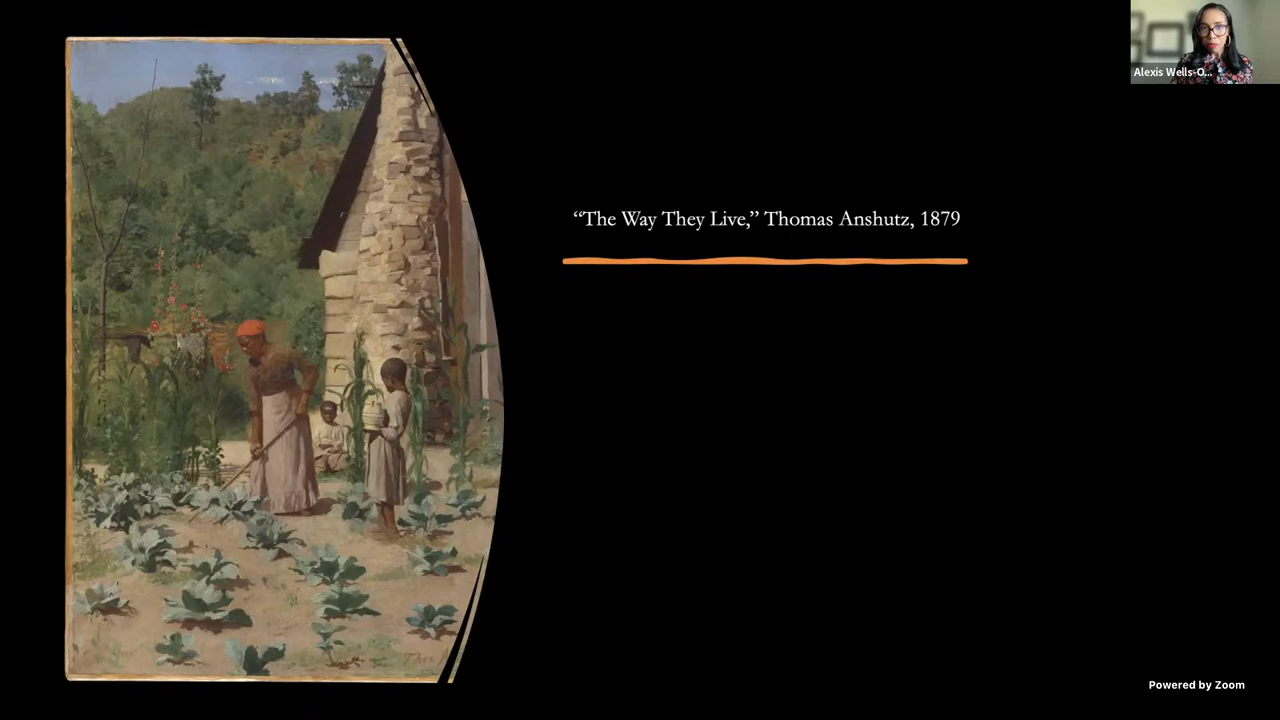 Alexis Wells-O...
“The Way They Live,” Thomas Anshutz, 1879
Powered by Zoom